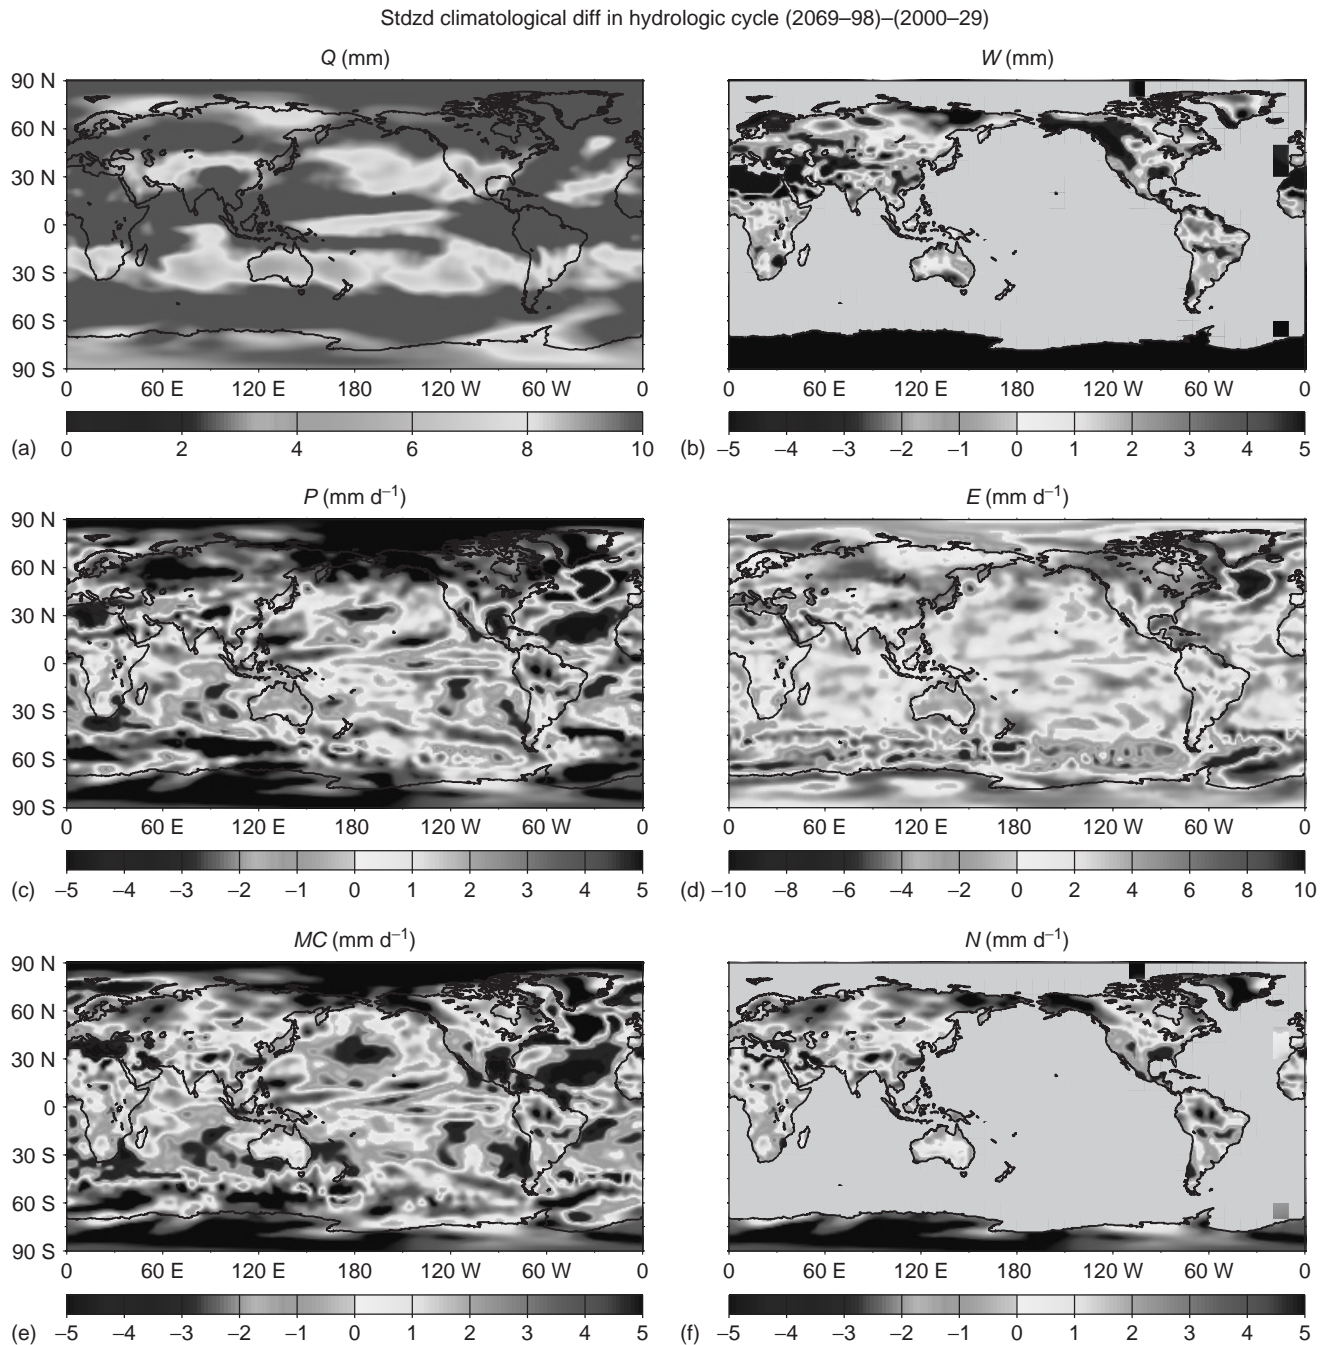 Stdzd climatological diff in hydrologic cycle (2069–98)–(2000–29)
Q (mm)
90 N
60 N
30 N
0
30 S
60 S
90 S
0 60 E 120 E 180 120 W 60 W 0
(a) 0 2 4 6 8 10
W (mm)
0 60 E 120 E 180 120 W 60 W 0
(b) –5 –4 –3 –2 –1 0 1 2 3 4 5
P (mm d–1)
90 N
60 N
30 N
0
30 S
60 S
90 S
0 60 E 120 E 180 120 W 60 W 0
(c) –5 –4 –3 –2 –1 0 1 2 3 4 5
E (mm d–1)
0 60 E 120 E 180 120 W 60 W 0
(d) –10 –8 –6 –4 –2 0 2 4 6 8 10
MC (mm d–1)
90 N
60 N
30 N
0
30 S
60 S
90 S
0 60 E 120 E 180 120 W 60 W 0
(e) –5 –4 –3 –2 –1 0 1 2 3 4 5
N (mm d–1)
0 60 E 120 E 180 120 W 60 W 0
(f) –5 –4 –3 –2 –1 0 1 2 3 4 5